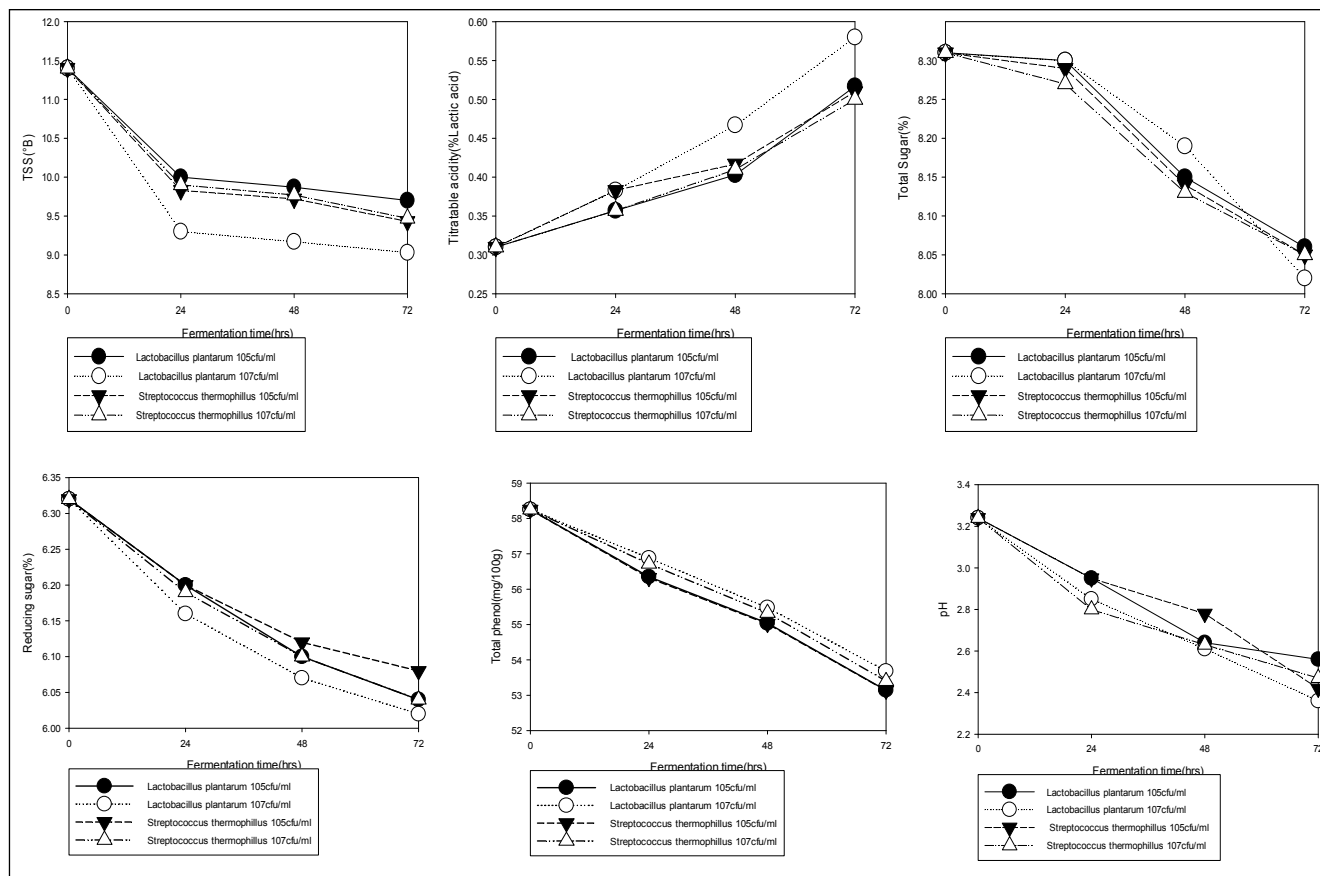 TSS(°B)
12.0
11.5
11.0
10.5
10.0
9.5
9.0
8.5
0 24 48 72
Fermentation time(hrs)
Lactobacillus plantarum 105cfu/ml
Lactobacillus plantarum 107cfu/ml
Streptococcus thermophillus 105cfu/ml
Streptococcus thermophillus 107cfu/ml
Titratable acidity(%Lactic acid)
0.60
0.55
0.50
0.45
0.40
0.35
0.30
0.25
0 24 48 72
Fermentation time(hrs)
Lactobacillus plantarum 105cfu/ml
Lactobacillus plantarum 107cfu/ml
Streptococcus thermophillus 105cfu/ml
Streptococcus thermophillus 107cfu/ml
Total Sugar(%)
8.30
8.25
8.20
8.15
8.10
8.05
8.00
0 24 48 72
Fermentation time(hrs)
Lactobacillus plantarum 105cfu/ml
Lactobacillus plantarum 107cfu/ml
Streptococcus thermophillus 105cfu/ml
Streptococcus thermophillus 107cfu/ml
Reducing sugar(%)
6.35
6.30
6.25
6.20
6.15
6.10
6.05
6.00
0 24 48 72
Fermentation time(hrs)
Lactobacillus plantarum 105cfu/ml
Lactobacillus plantarum 107cfu/ml
Streptococcus thermophillus 105cfu/ml
Streptococcus thermophillus 107cfu/ml
Total phenol(mg/100g)
59
58
57
56
55
54
53
52
0 24 48 72
Fermentation time(hrs)
Lactobacillus plantarum 105cfu/ml
Lactobacillus plantarum 107cfu/ml
Streptococcus thermophillus 105cfu/ml
Streptococcus thermophillus 107cfu/ml
pH
3.4
3.2
3.0
2.8
2.6
2.4
2.2
0 24 48 72
Fermentation time(hrs)
Lactobacillus plantarum 105cfu/ml
Lactobacillus plantarum 107cfu/ml
Streptococcus thermophillus 105cfu/ml
Streptococcus thermophillus 107cfu/ml